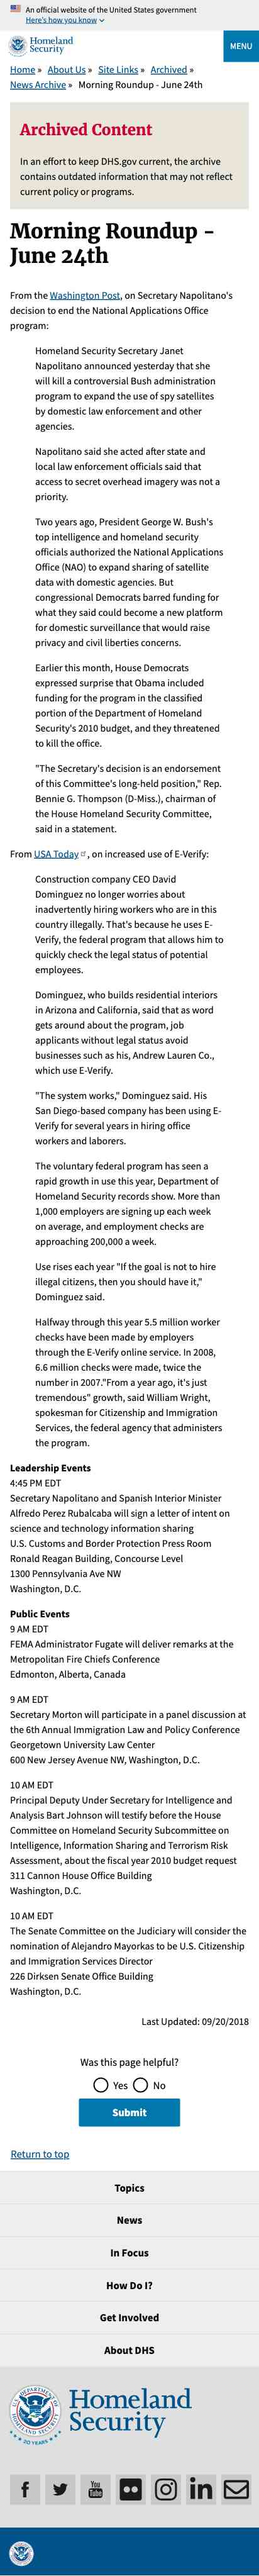 An official website of the United States government
Here's how you know
Homeland
Security
MENU
Home » About Us » Site Links » Archived »
News Archive » Morning Roundup - June 24th
Archived Content
In an effort to keep DHS.gov current, the archive
contains outdated information that may not reflect
current policy or programs.
Morning Roundup -
June 24th
From the Washington Post, on Secretary Napolitano's
decision to end the National Applications Office
program:
Homeland Security Secretary Janet
Napolitano announced yesterday that she
will kill a controversial Bush administration
program to expand the use of spy satellites
by domestic law enforcement and other
agencies.
Napolitano said she acted after state and
local law enforcement officials said that
access to secret overhead imagery was not a
priority.
Two years ago, President George W. Bush's
top intelligence and homeland security
officials authorized the National Applications
Office (NAO) to expand sharing of satellite
data with domestic agencies. But
congressional Democrats barred funding for
what they said could become a new platform
for domestic surveillance that would raise
privacy and civil liberties concerns.
Earlier this month, House Democrats
expressed surprise that Obama included
funding for the program in the classified
portion of the Department of Homeland
Security's 2010 budget, and they threatened
to kill the office.
"The Secretary's decision is an endorsement
of this Committee's long-held position," Rep.
Bennie G. Thompson (D-Miss.), chairman of
the House Homeland Security Committee,
said in a statement.
From USA Today , on increased use of E-Verify:
Construction company CEO David
Dominguez no longer worries about
inadvertently hiring workers who are in this
country illegally. That's because he uses E-
Verify, the federal program that allows him to
quickly check the legal status of potential
employees.
Dominguez, who builds residential interiors
in Arizona and California, said that as word
gets around about the program, job
applicants without legal status avoid
businesses such as his, Andrew Lauren Co.,
which use E-Verify.
"The system works," Dominguez said. His
San Diego-based company has been using E-
Verify for several years in hiring office
workers and laborers.
The voluntary federal program has seen a
rapid growth in use this year, Department of
Homeland Security records show. More than
1,000 employers are signing up each week
on average, and employment checks are
approaching 200,000 a week.
Use rises each year "If the goal is not to hire
illegal citizens, then you should have it,"
Dominguez said.
Halfway through this year 5.5 million worker
checks have been made by employers
through the E-Verify online service. In 2008,
6.6 million checks were made, twice the
number in 2007."From a year ago, it's just
tremendous" growth, said William Wright,
spokesman for Citizenship and Immigration
Services, the federal agency that administers
the program.
Leadership Events
4:45 PM EDT
Secretary Napolitano and Spanish Interior Minister
Alfredo Perez Rubalcaba will sign a letter of intent on
science and technology information sharing
U.S. Customs and Border Protection Press Room
Ronald Reagan Building, Concourse Level
1300 Pennsylvania Ave NW
Washington, D.C.
Public Events
9 AM EDT
FEMA Administrator Fugate will deliver remarks at the
Metropolitan Fire Chiefs Conference
Edmonton, Alberta, Canada
9 AM EDT
Secretary Morton will participate in a panel discussion at
the 6th Annual Immigration Law and Policy Conference
Georgetown University Law Center
600 New Jersey Avenue NW, Washington, D.C.
10 AM EDT
Principal Deputy Under Secretary for Intelligence and
Analysis Bart Johnson will testify before the House
Committee on Homeland Security Subcommittee on
Intelligence, Information Sharing and Terrorism Risk
Assessment, about the fiscal year 2010 budget request
311 Cannon House Office Building
Washington, D.C.
10 AM EDT
The Senate Committee on the Judiciary will consider the
nomination of Alejandro Mayorkas to be U.S. Citizenship
and Immigration Services Director
226 Dirksen Senate Office Building
Washington, D.C.
Last Updated: 09/20/2018
Was this page helpful?
Yes No
Submit
Return to top
Topics
News
In Focus
How Do I?
Get Involved
About DHS
Homeland
Security
20 YEARS
You
Tube